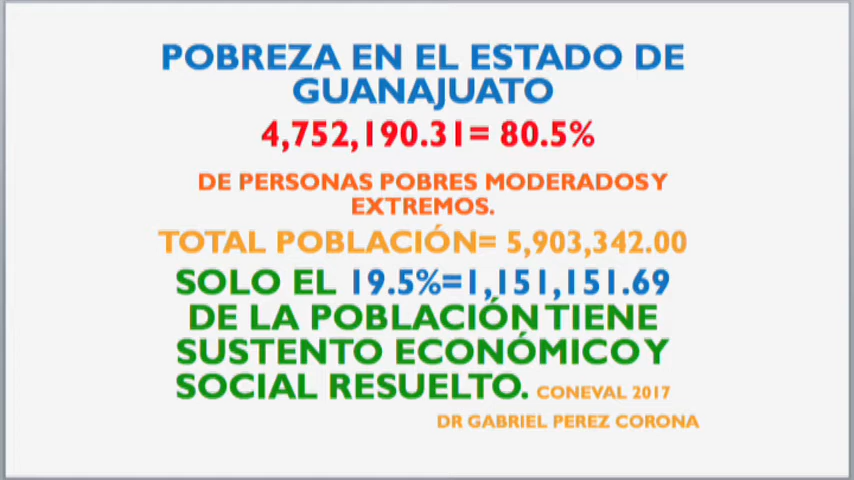 POBREZA EN EL ESTADO DE
GUANAJUATO
4,752,190.31= 80.5%
DE PERSONAS POBRES MODERADOS Y
EXTREMOS.
TOTAL POBLACIÓN= 5,903,342.00
SOLO EL 19.5%=1,151,151.69
DE LA POBLACIÓN TIENE
SUSTENTO ECONÓMICO Y
SOCIAL RESUELTO. CONEVAL 2017
DR GABRIEL PEREZ CORONA